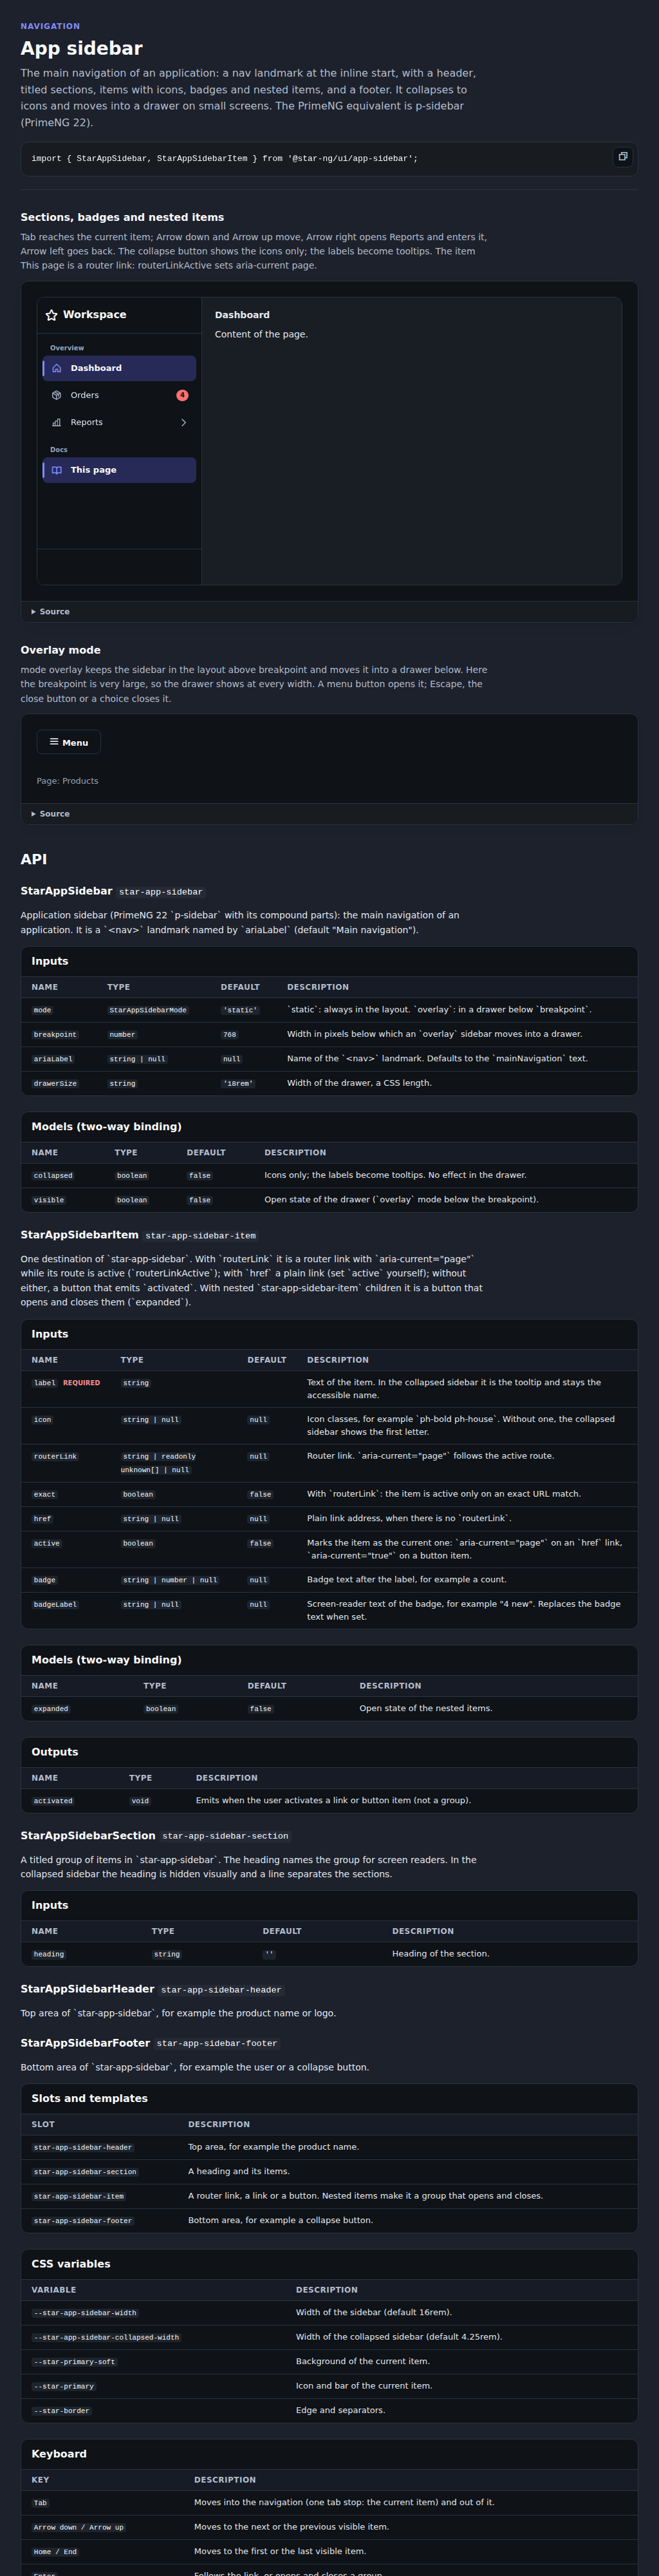 NAVIGATION
App sidebar
The main navigation of an application: a nav landmark at the inline start, with a header,
titled sections, items with icons, badges and nested items, and a footer. It collapses to
icons and moves into a drawer on small screens. The PrimeNG equivalent is p-sidebar
(PrimeNG 22).
import { StarAppSidebar, StarAppSidebarItem } from '@star-ng/ui/app-sidebar';
Sections, badges and nested items
Tab reaches the current item; Arrow down and Arrow up move, Arrow right opens Reports and enters it,
Arrow left goes back. The collapse button shows the icons only; the labels become tooltips. The item
This page is a router link: routerLinkActive sets aria-current page.
Workspace
Overview
Dashboard
Orders 4
Reports
Docs
This page
Dashboard
Content of the page.
Source
Overlay mode
mode overlay keeps the sidebar in the layout above breakpoint and moves it into a drawer below. Here
the breakpoint is very large, so the drawer shows at every width. A menu button opens it; Escape, the
close button or a choice closes it.
Menu
Page: Products
Source
API
StarAppSidebar star-app-sidebar
Application sidebar (PrimeNG 22 `p-sidebar` with its compound parts): the main navigation of an
application. It is a `<nav>` landmark named by `ariaLabel` (default "Main navigation").
Inputs
NAME TYPE DEFAULT DESCRIPTION
mode StarAppSidebarMode 'static' `static`: always in the layout. `overlay`: in a drawer below `breakpoint`.
breakpoint number 768 Width in pixels below which an `overlay` sidebar moves into a drawer.
ariaLabel string | null null Name of the `<nav>` landmark. Defaults to the `mainNavigation` text.
drawerSize string '18rem' Width of the drawer, a CSS length.
Models (two-way binding)
NAME TYPE DEFAULT DESCRIPTION
collapsed boolean false Icons only; the labels become tooltips. No effect in the drawer.
visible boolean false Open state of the drawer (`overlay` mode below the breakpoint).
StarAppSidebarItem star-app-sidebar-item
One destination of `star-app-sidebar`. With `routerLink` it is a router link with `aria-current="page"`
while its route is active (`routerLinkActive`); with `href` a plain link (set `active` yourself); without
either, a button that emits `activated`. With nested `star-app-sidebar-item` children it is a button that
opens and closes them (`expanded`).
Inputs
NAME TYPE DEFAULT DESCRIPTION
label REQUIRED string Text of the item. In the collapsed sidebar it is the tooltip and stays the
accessible name.
icon string | null null Icon classes, for example `ph-bold ph-house`. Without one, the collapsed
sidebar shows the first letter.
routerLink string | readonly unknown[] | null null Router link. `aria-current="page"` follows the active route.
exact boolean false With `routerLink`: the item is active only on an exact URL match.
href string | null null Plain link address, when there is no `routerLink`.
active boolean false Marks the item as the current one: `aria-current="page"` on an `href` link,
`aria-current="true"` on a button item.
badge string | number | null null Badge text after the label, for example a count.
badgeLabel string | null null Screen-reader text of the badge, for example "4 new". Replaces the badge
text when set.
Models (two-way binding)
NAME TYPE DEFAULT DESCRIPTION
expanded boolean false Open state of the nested items.
Outputs
NAME TYPE DESCRIPTION
activated void Emits when the user activates a link or button item (not a group).
StarAppSidebarSection star-app-sidebar-section
A titled group of items in `star-app-sidebar`. The heading names the group for screen readers. In the
collapsed sidebar the heading is hidden visually and a line separates the sections.
Inputs
NAME TYPE DEFAULT DESCRIPTION
heading string '' Heading of the section.
StarAppSidebarHeader star-app-sidebar-header
Top area of `star-app-sidebar`, for example the product name or logo.
StarAppSidebarFooter star-app-sidebar-footer
Bottom area of `star-app-sidebar`, for example the user or a collapse button.
Slots and templates
SLOT DESCRIPTION
star-app-sidebar-header Top area, for example the product name.
star-app-sidebar-section A heading and its items.
star-app-sidebar-item A router link, a link or a button. Nested items make it a group that opens and closes.
star-app-sidebar-footer Bottom area, for example a collapse button.
CSS variables
VARIABLE DESCRIPTION
--star-app-sidebar-width Width of the sidebar (default 16rem).
--star-app-sidebar-collapsed-width Width of the collapsed sidebar (default 4.25rem).
--star-primary-soft Background of the current item.
--star-primary Icon and bar of the current item.
--star-border Edge and separators.
Keyboard
KEY DESCRIPTION
Tab Moves into the navigation (one tab stop: the current item) and out of it.
Arrow down / Arrow up Moves to the next or the previous visible item.
Home / End Moves to the first or the last visible item.